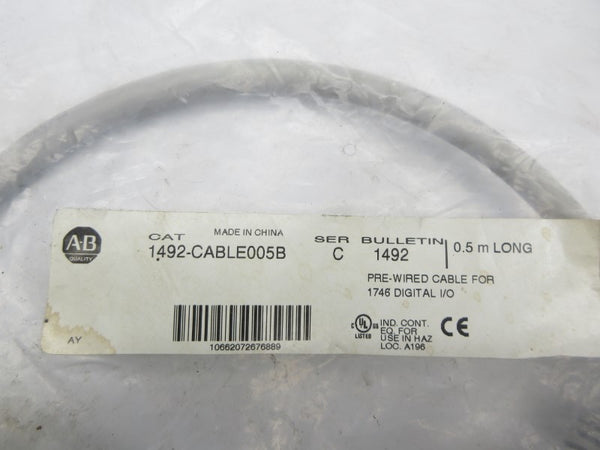 A-B
QUALITY
CAT
MADE IN CHINA
1492-CABLE005B
SER
C
BULLETIN
1492
0.5 m LONG
PRE-WIRED CABLE FOR
1746 DIGITAL I/O
AY
10662072676889
C UL US
LISTED
IND. CONT.
EQ. FOR
USE IN HAZ
LOC. A196
CE